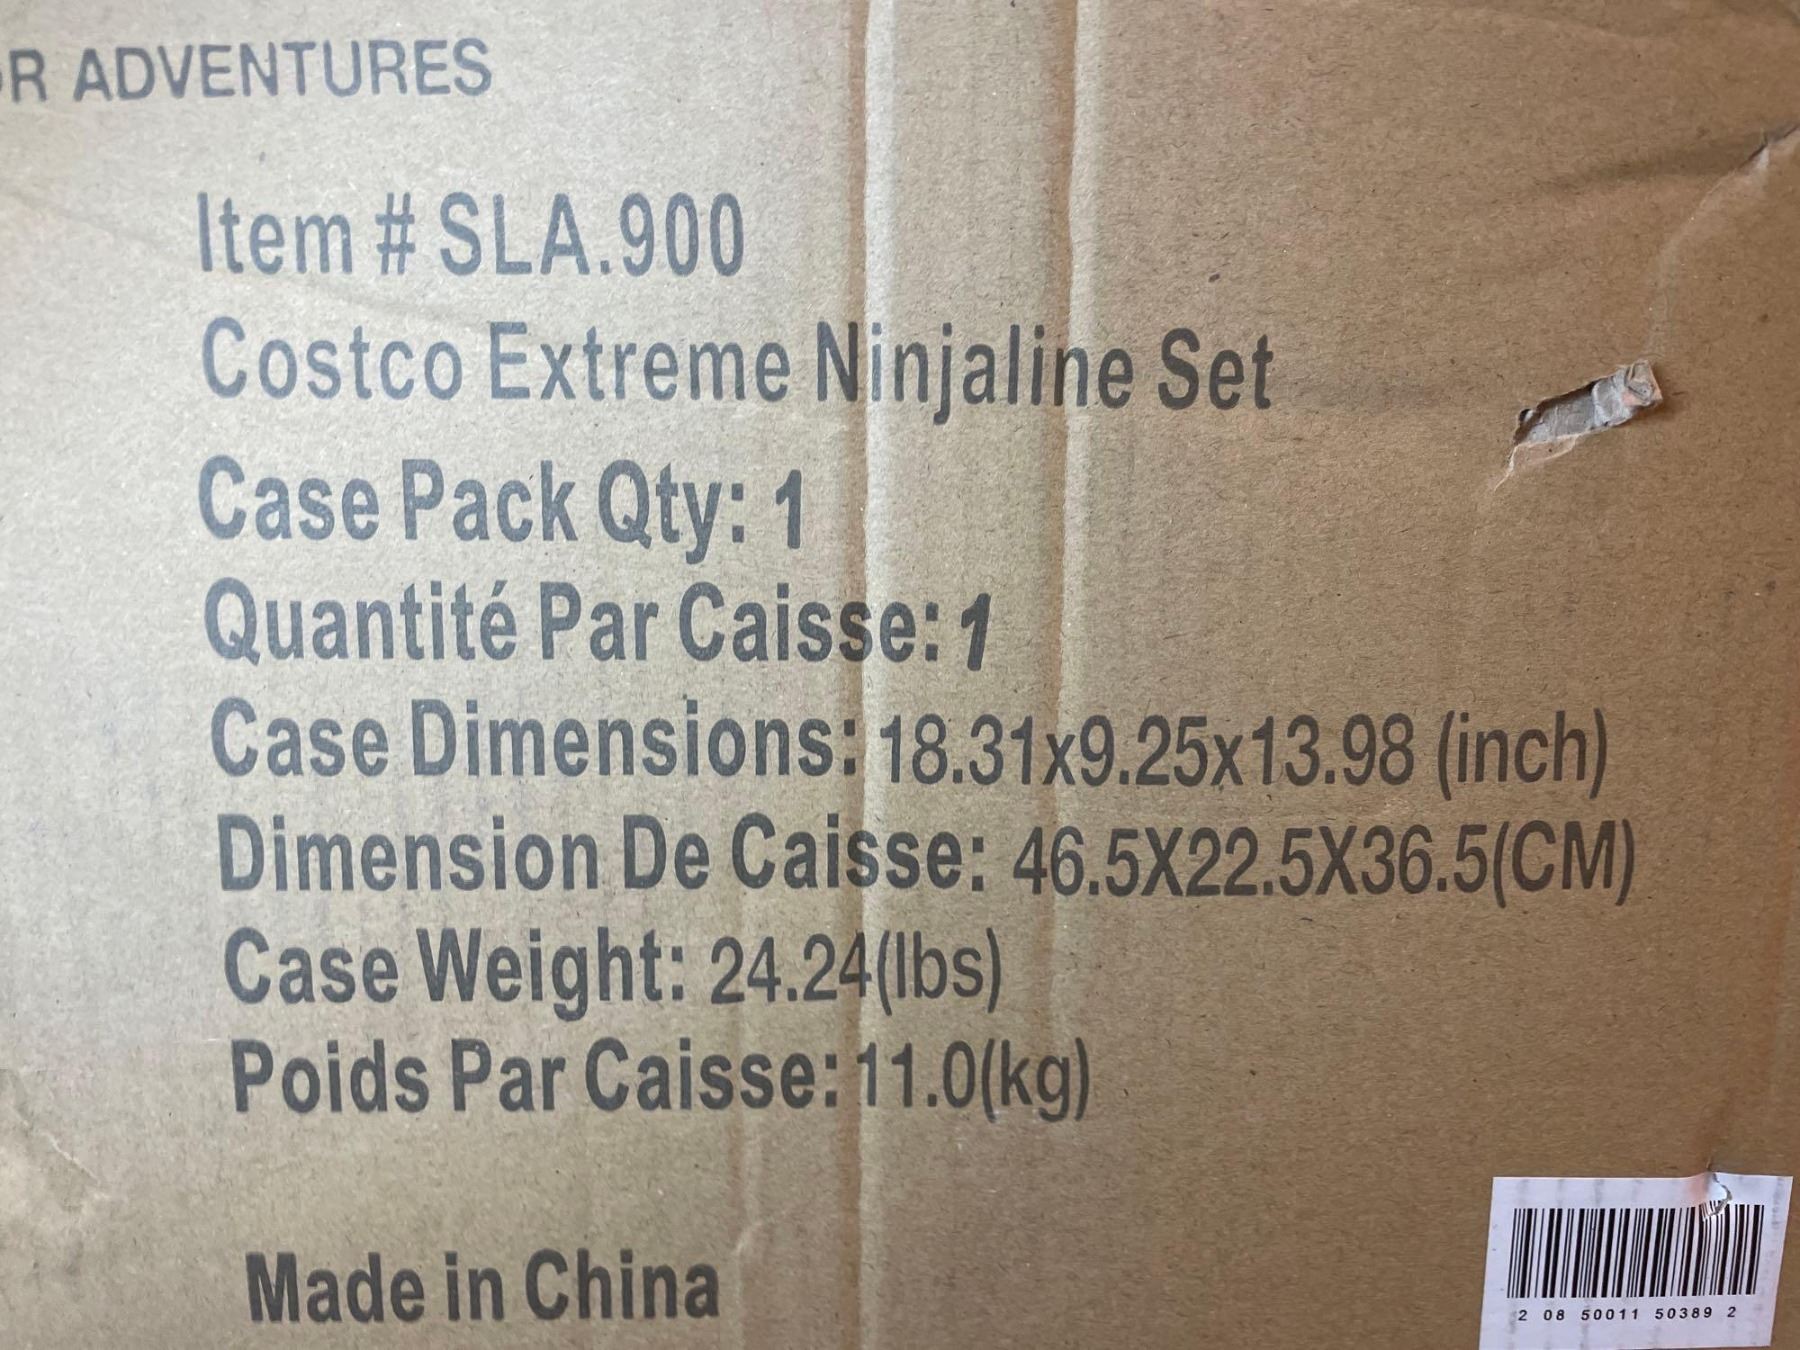 ADVENTURES
Item # SLA.900
Costco Extreme Ninjaline Set
Case Pack Qty: 1
Quantité Par Caisse: 1
Case Dimensions: 18.31x9.25x13.98 (inch)
Dimension De Caisse: 46.5X22.5X36.5(CM)
Case Weight: 24.24(lbs)
Poids Par Caisse: 11.0(kg)
Made in China
2 08 50011 50389 2